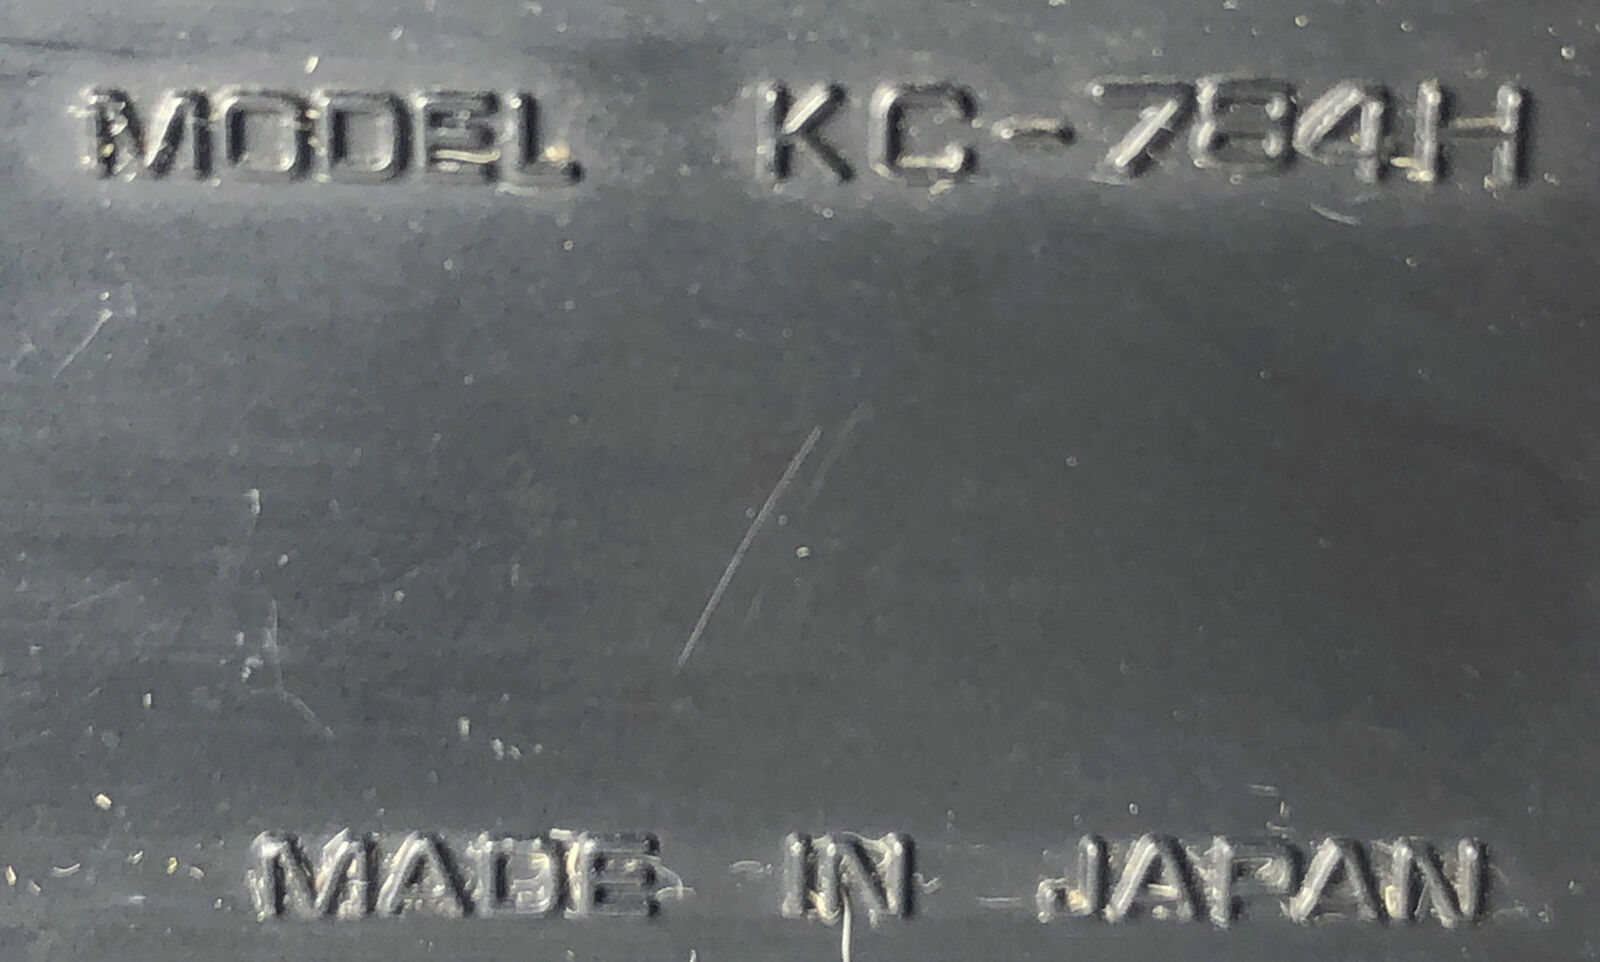 MODEL KC-784H
MADE IN JAPAN